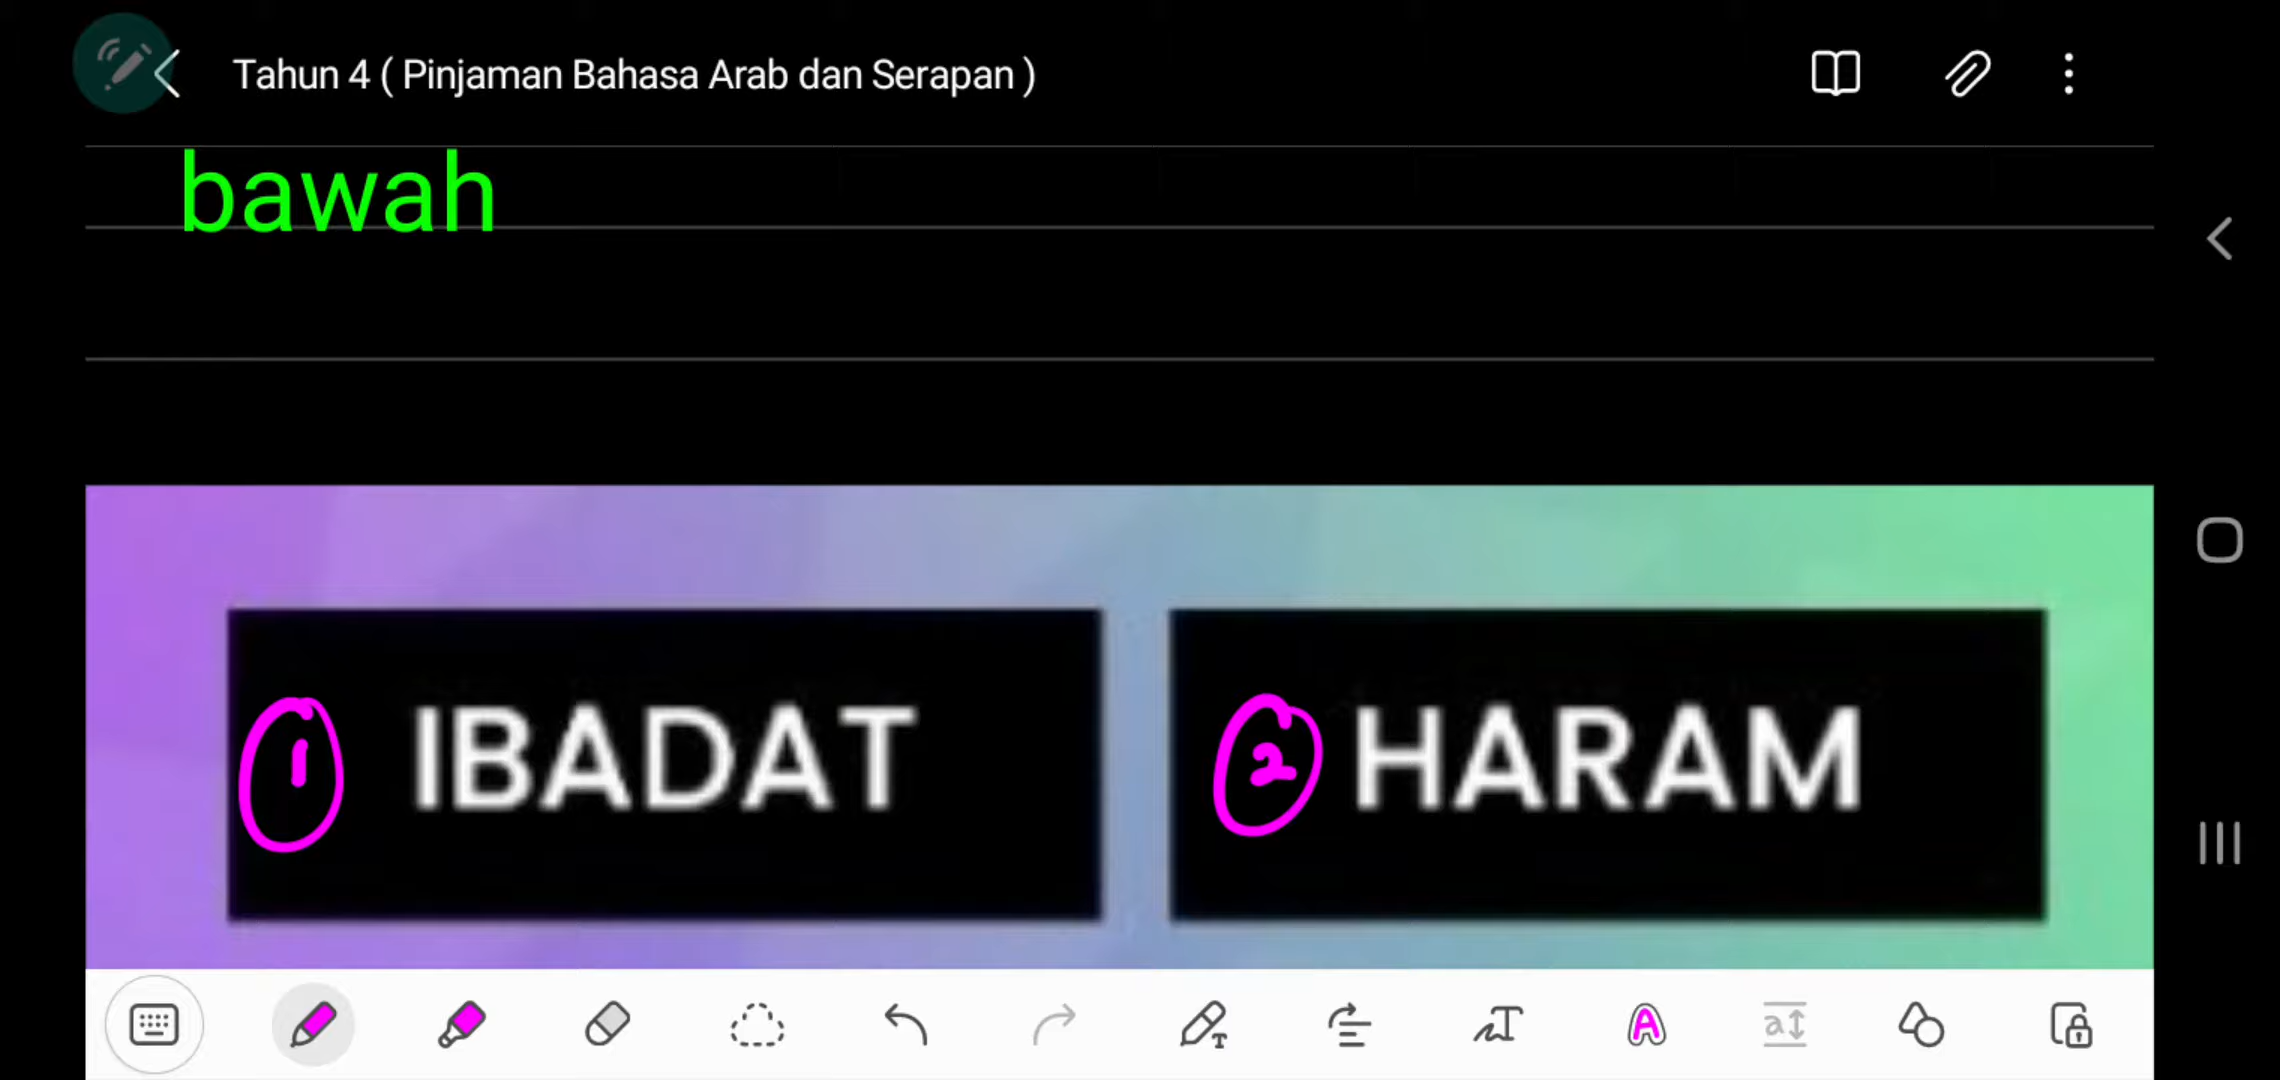 Tahun 4 ( Pinjaman Bahasa Arab dan Serapan )
bawah
1 IBADAT
2 HARAM